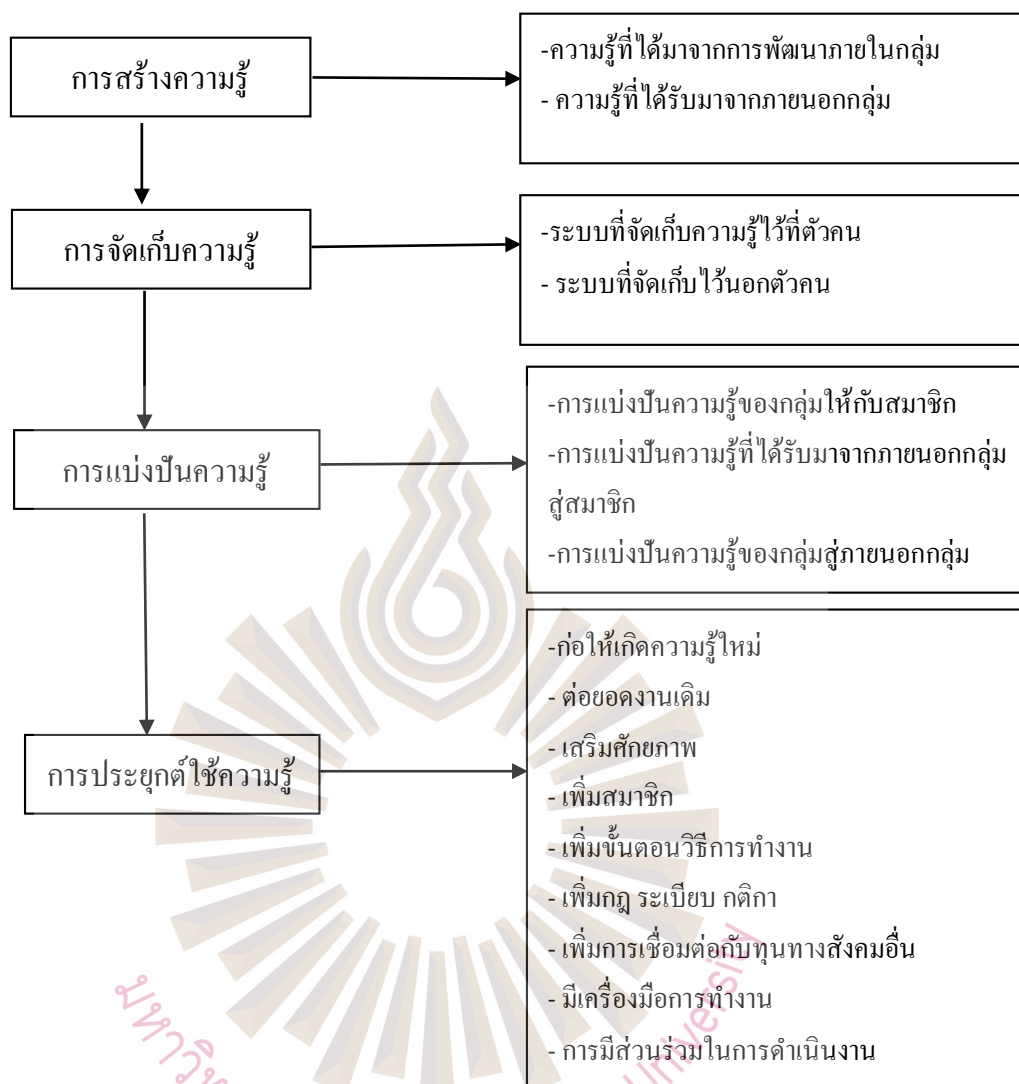 การสร้างความรู้
-ความรู้ที่ได้มาจากการพัฒนาภายในกลุ่ม
- ความรู้ที่ได้รับมาจากภายนอกกลุ่ม
การจัดเก็บความรู้
-ระบบที่จัดเก็บความรู้ไว้ที่ตัวคน
- ระบบที่จัดเก็บไว้นอกตัวคน
การแบ่งปันความรู้
-การแบ่งปันความรู้ของกลุ่มให้กับสมาชิก
-การแบ่งปันความรู้ที่ได้รับมาจากภายนอกกลุ่ม
สู่สมาชิก
-การแบ่งปันความรู้ของกลุ่มสู่ภายนอกกลุ่ม
การประยุกต์ใช้ความรู้
-ก่อให้เกิดความรู้ใหม่
- ต่อยอดงานเดิม
- เสริมศักยภาพ
- เพิ่มสมาชิก
- เพิ่มขั้นตอนวิธีการทำงาน
- เพิ่มกฎ ระเบียบ กติกา
- เพิ่มการเชื่อมต่อกับทุนทางสังคมอื่น
- มีเครื่องมือการทำงาน
- การมีส่วนร่วมในการดำเนินงาน
University